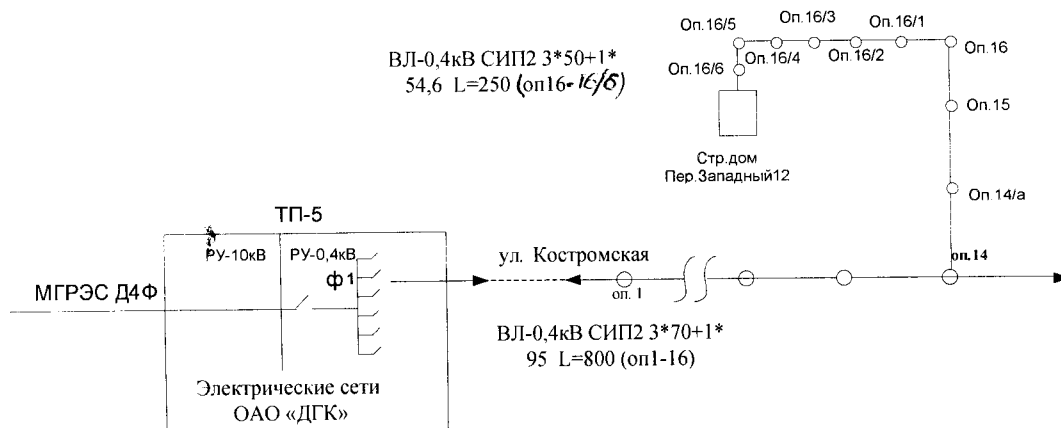 Оп.16/5
Оп.16/3
Оп.16/1
Оп.16
Оп.16/4
Оп.16/2
Оп.16/6
ВЛ-0,4кВ СИП2 3*50+1*
54,6 L=250 (оп16-16/6)
Оп.15
Стр.дом
Пер.Западный12
Оп.14/а
ТП-5
РУ-10кВ
РУ-0,4кВ
ф1
ул. Костромская
оп.14
МГРЭС Д4Ф
оп. 1
ВЛ-0,4кВ СИП2 3*70+1*
95 L=800 (оп1-16)
Электрические сети
ОАО «ДГК»